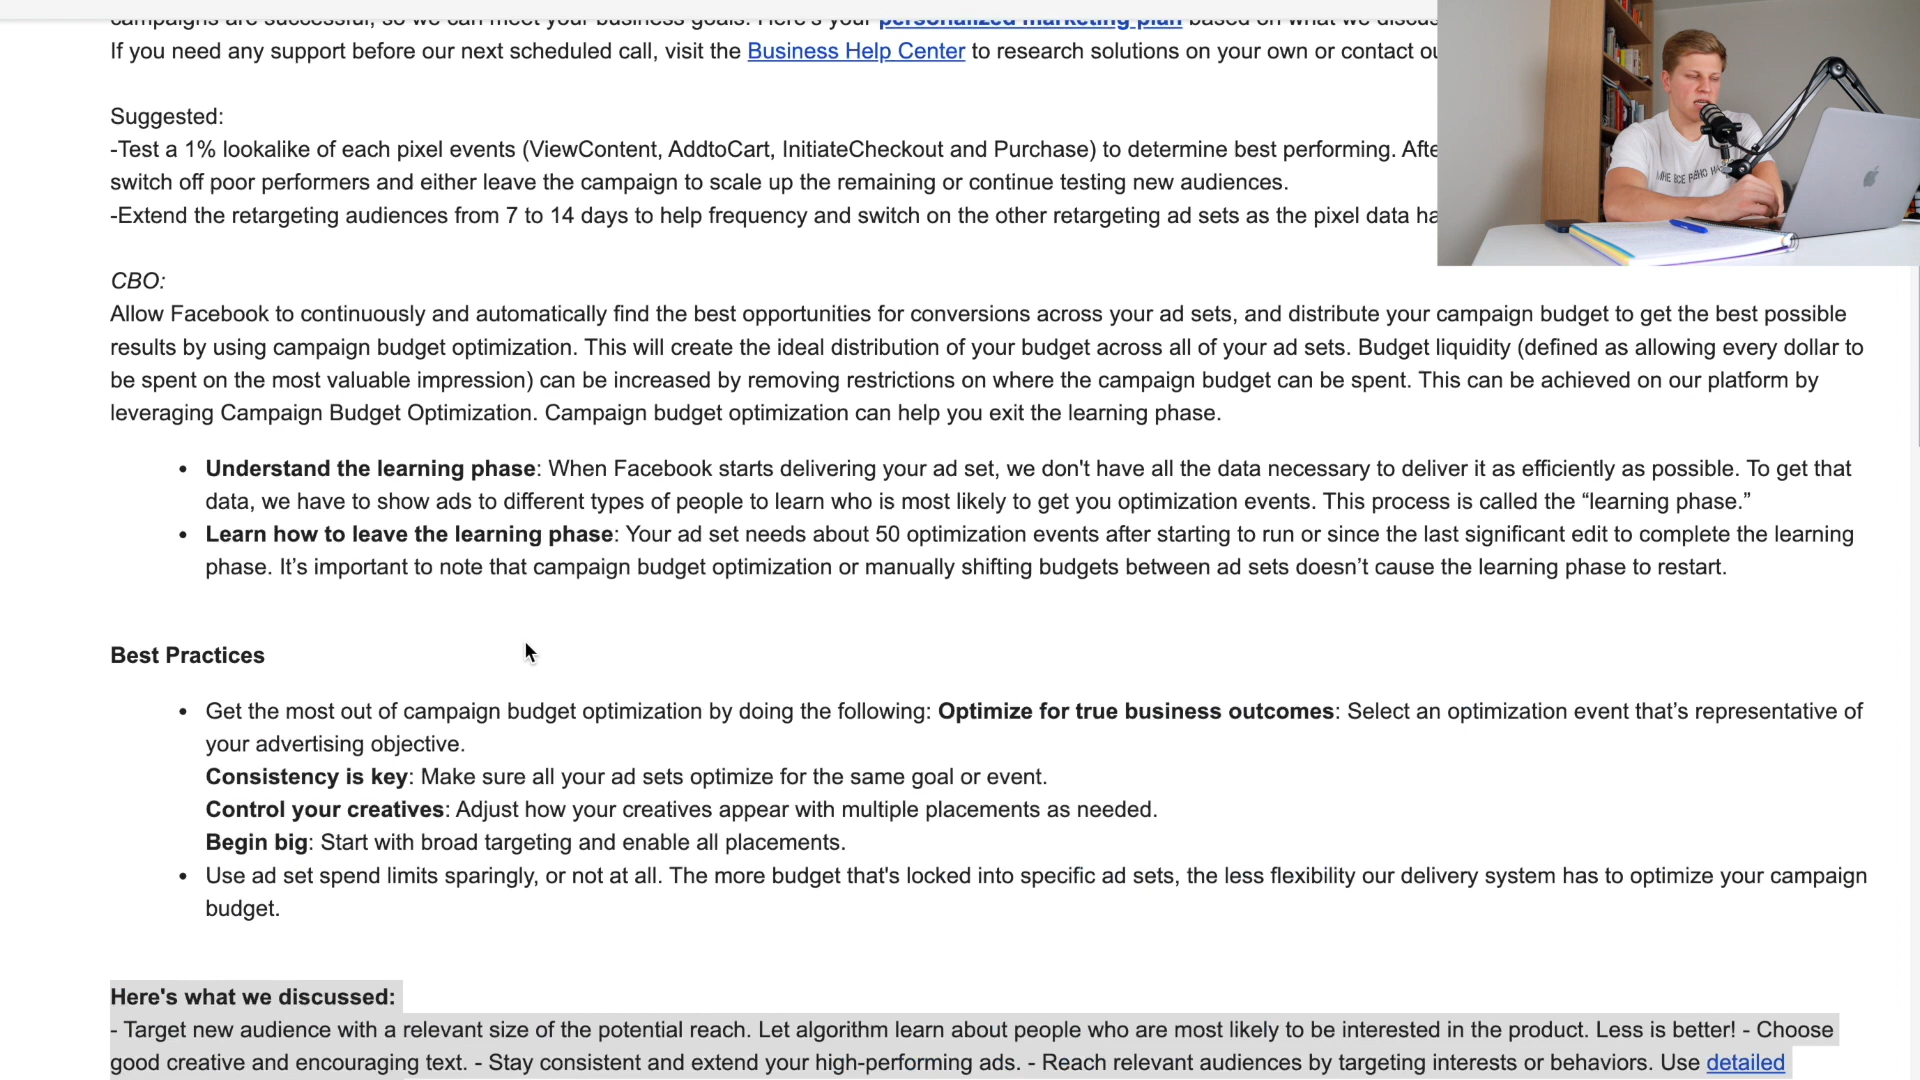 campaigns are successful, so we can meet your business goals. Here's your personalized marketing plan based on what we discus
If you need any support before our next scheduled call, visit the Business Help Center to research solutions on your own or contact ou
Suggested:
-Test a 1% lookalike of each pixel events (ViewContent, AddtoCart, InitiateCheckout and Purchase) to determine best performing. Afte
switch off poor performers and either leave the campaign to scale up the remaining or continue testing new audiences.
-Extend the retargeting audiences from 7 to 14 days to help frequency and switch on the other retargeting ad sets as the pixel data ha
МНЕ ВСЕ РАВНО
CBO:
Allow Facebook to continuously and automatically find the best opportunities for conversions across your ad sets, and distribute your campaign budget to get the best possible
results by using campaign budget optimization. This will create the ideal distribution of your budget across all of your ad sets. Budget liquidity (defined as allowing every dollar to
be spent on the most valuable impression) can be increased by removing restrictions on where the campaign budget can be spent. This can be achieved on our platform by
leveraging Campaign Budget Optimization. Campaign budget optimization can help you exit the learning phase.
• Understand the learning phase: When Facebook starts delivering your ad set, we don't have all the data necessary to deliver it as efficiently as possible. To get that
data, we have to show ads to different types of people to learn who is most likely to get you optimization events. This process is called the “learning phase.”
• Learn how to leave the learning phase: Your ad set needs about 50 optimization events after starting to run or since the last significant edit to complete the learning
phase. It’s important to note that campaign budget optimization or manually shifting budgets between ad sets doesn’t cause the learning phase to restart.
Best Practices
• Get the most out of campaign budget optimization by doing the following: Optimize for true business outcomes: Select an optimization event that’s representative of
your advertising objective.
Consistency is key: Make sure all your ad sets optimize for the same goal or event.
Control your creatives: Adjust how your creatives appear with multiple placements as needed.
Begin big: Start with broad targeting and enable all placements.
• Use ad set spend limits sparingly, or not at all. The more budget that's locked into specific ad sets, the less flexibility our delivery system has to optimize your campaign
budget.
Here's what we discussed:
- Target new audience with a relevant size of the potential reach. Let algorithm learn about people who are most likely to be interested in the product. Less is better! - Choose
good creative and encouraging text. - Stay consistent and extend your high-performing ads. - Reach relevant audiences by targeting interests or behaviors. Use detailed